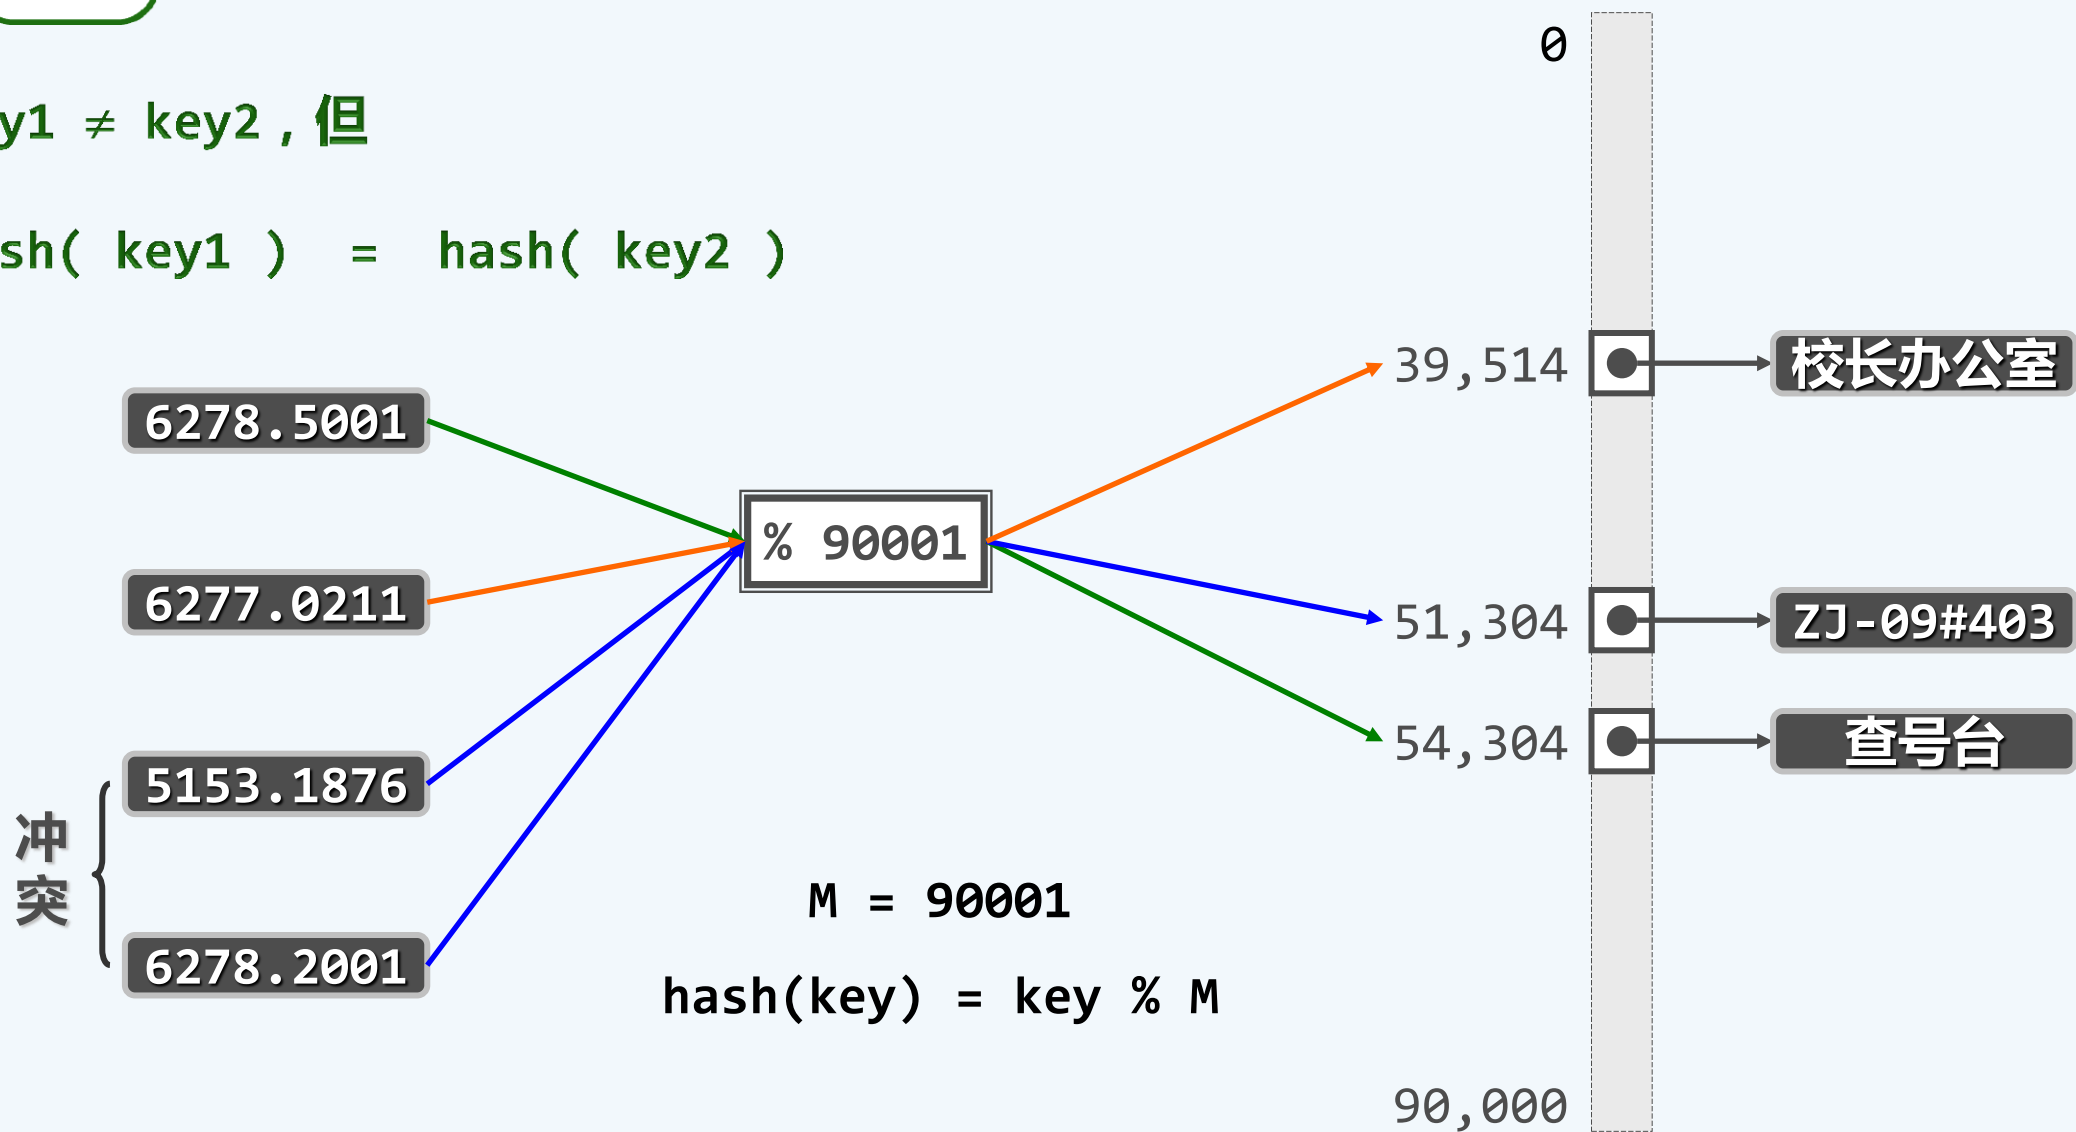 0
y1 ≠ key2，但
sh( key1 ) = hash( key2 )
39,514 校长办公室
6278.5001
% 90001
6277.0211
51,304 ZJ-09#403
54,304 查号台
5153.1876
冲
突
M = 90001
6278.2001
hash(key) = key % M
90,000